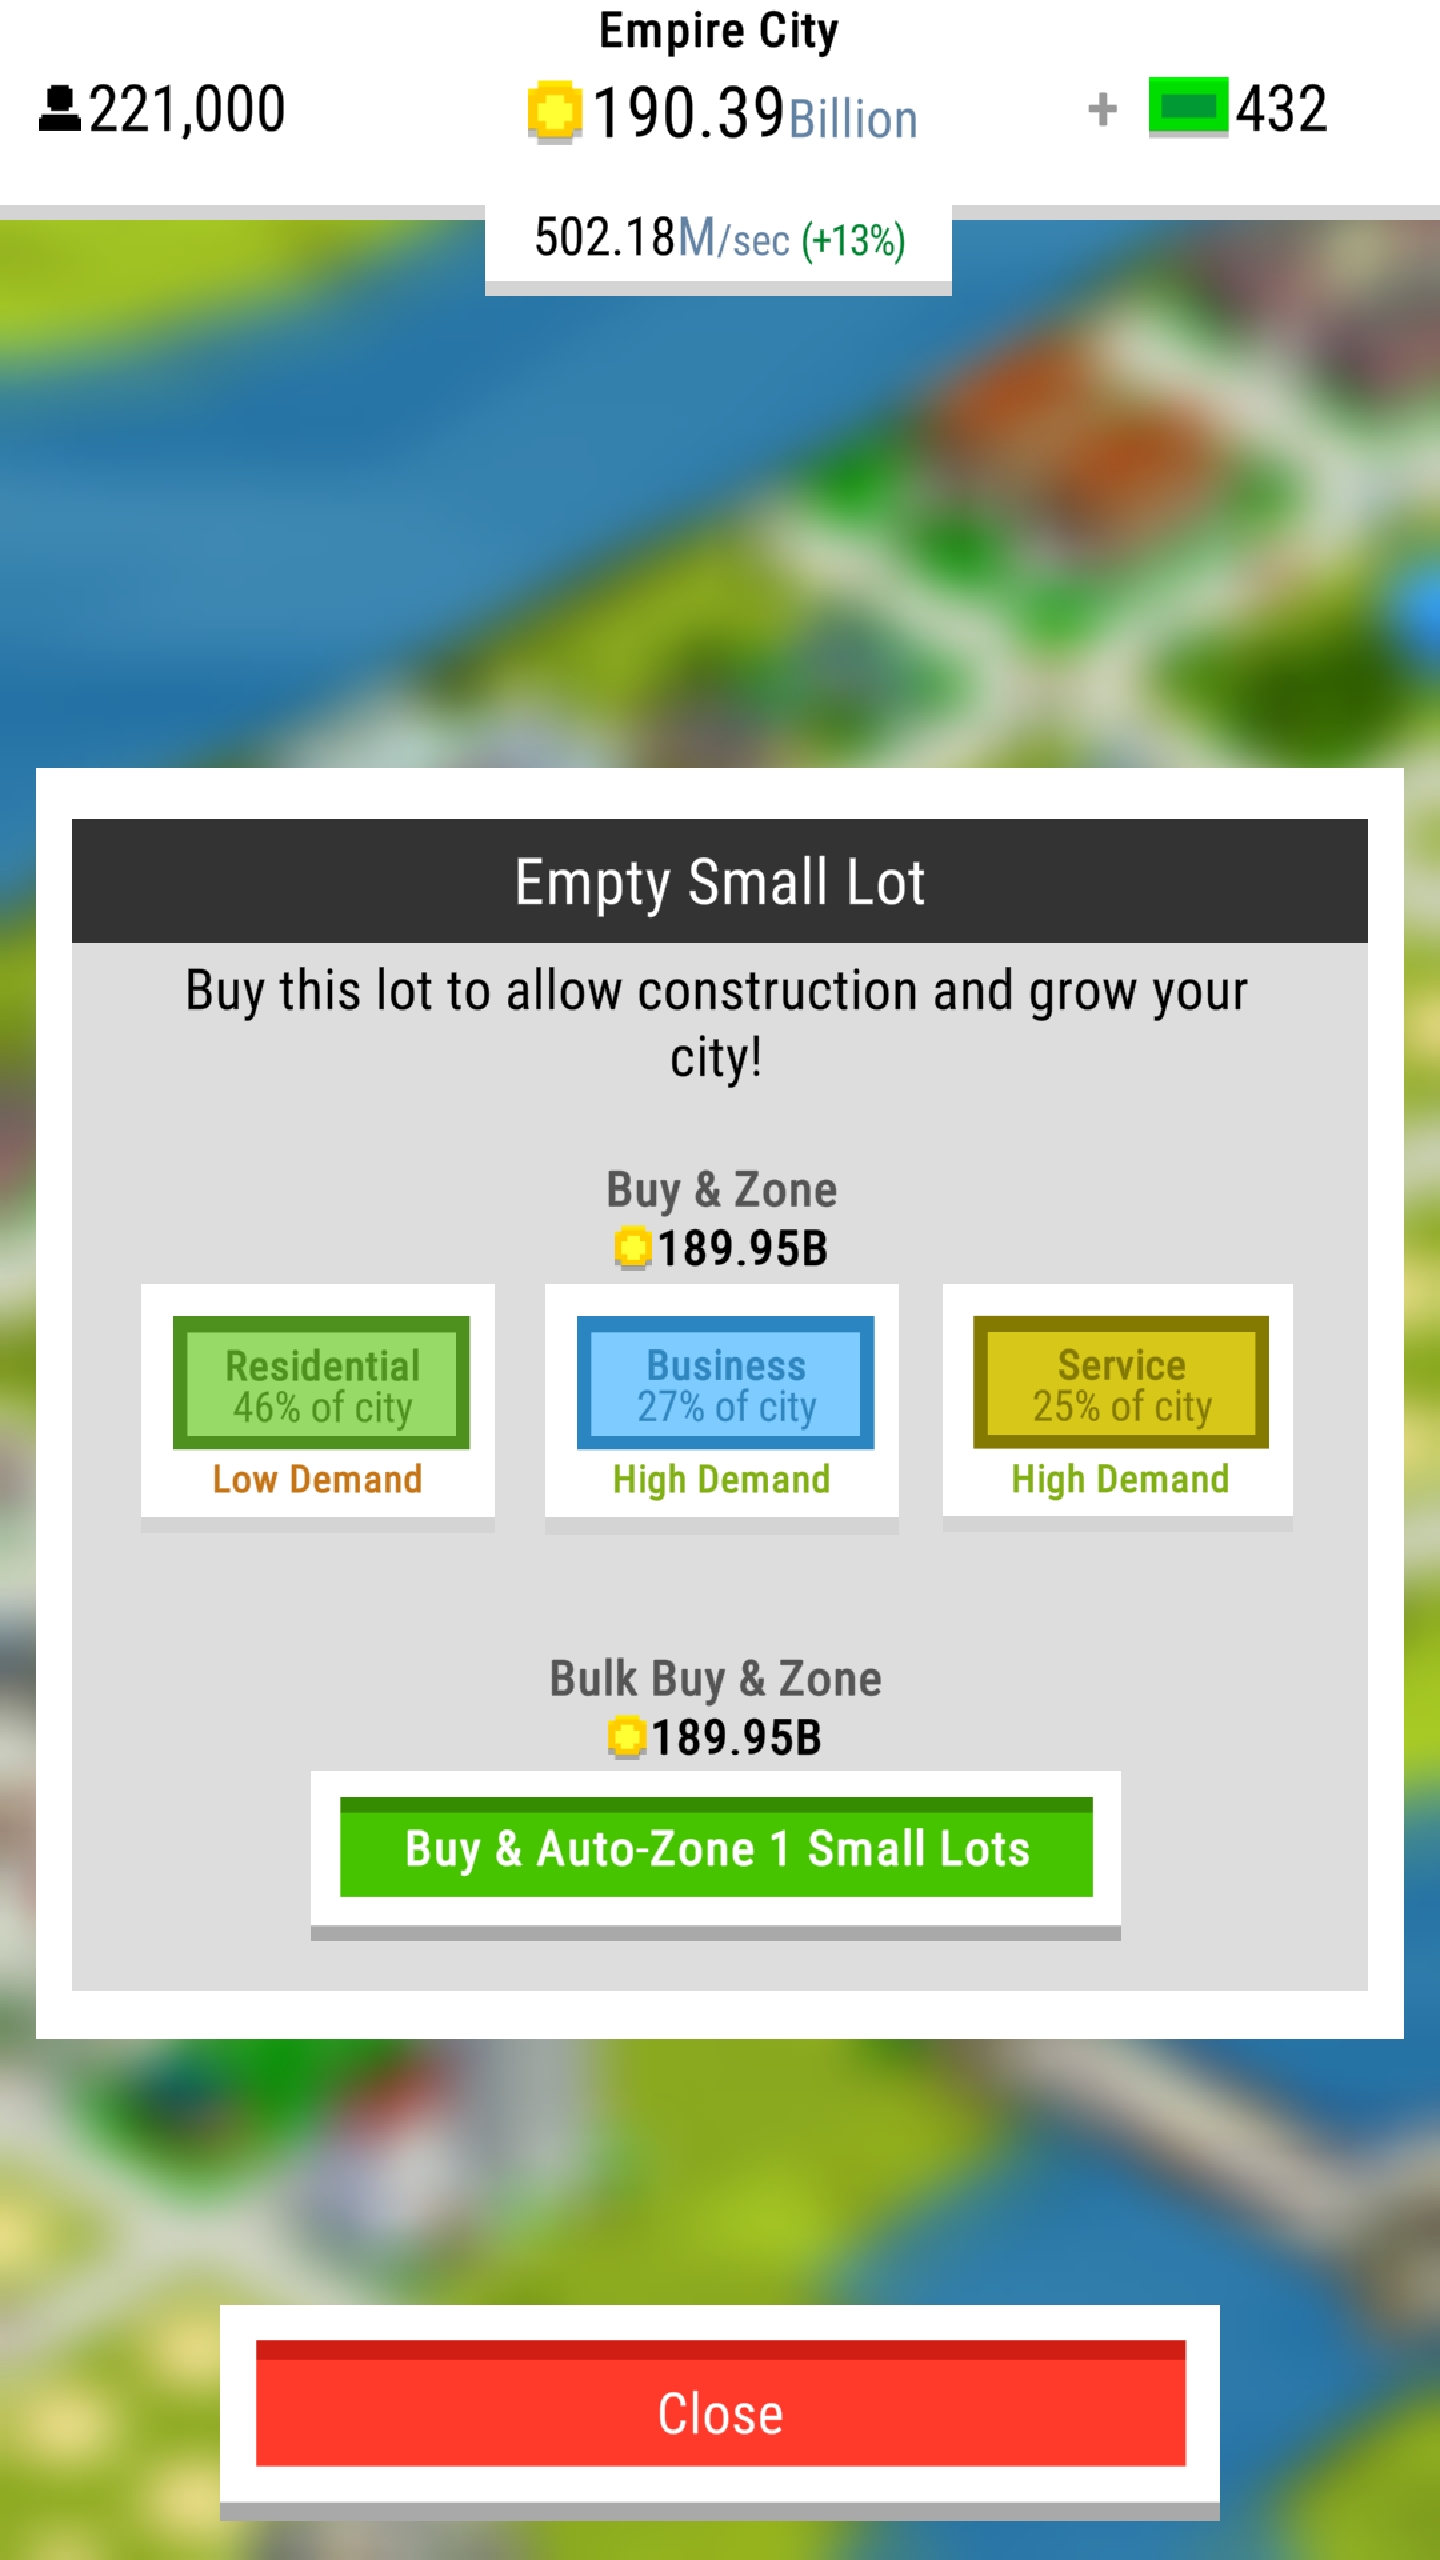 Empire City
221,000
190.39Billion
+ 432
502.18M/sec (+13%)
Empty Small Lot
Buy this lot to allow construction and grow your
city!
Buy & Zone
189.95B
Residential
46% of city
Low Demand
Business
27% of city
High Demand
Service
25% of city
High Demand
Bulk Buy & Zone
189.95B
Buy & Auto-Zone 1 Small Lots
Close